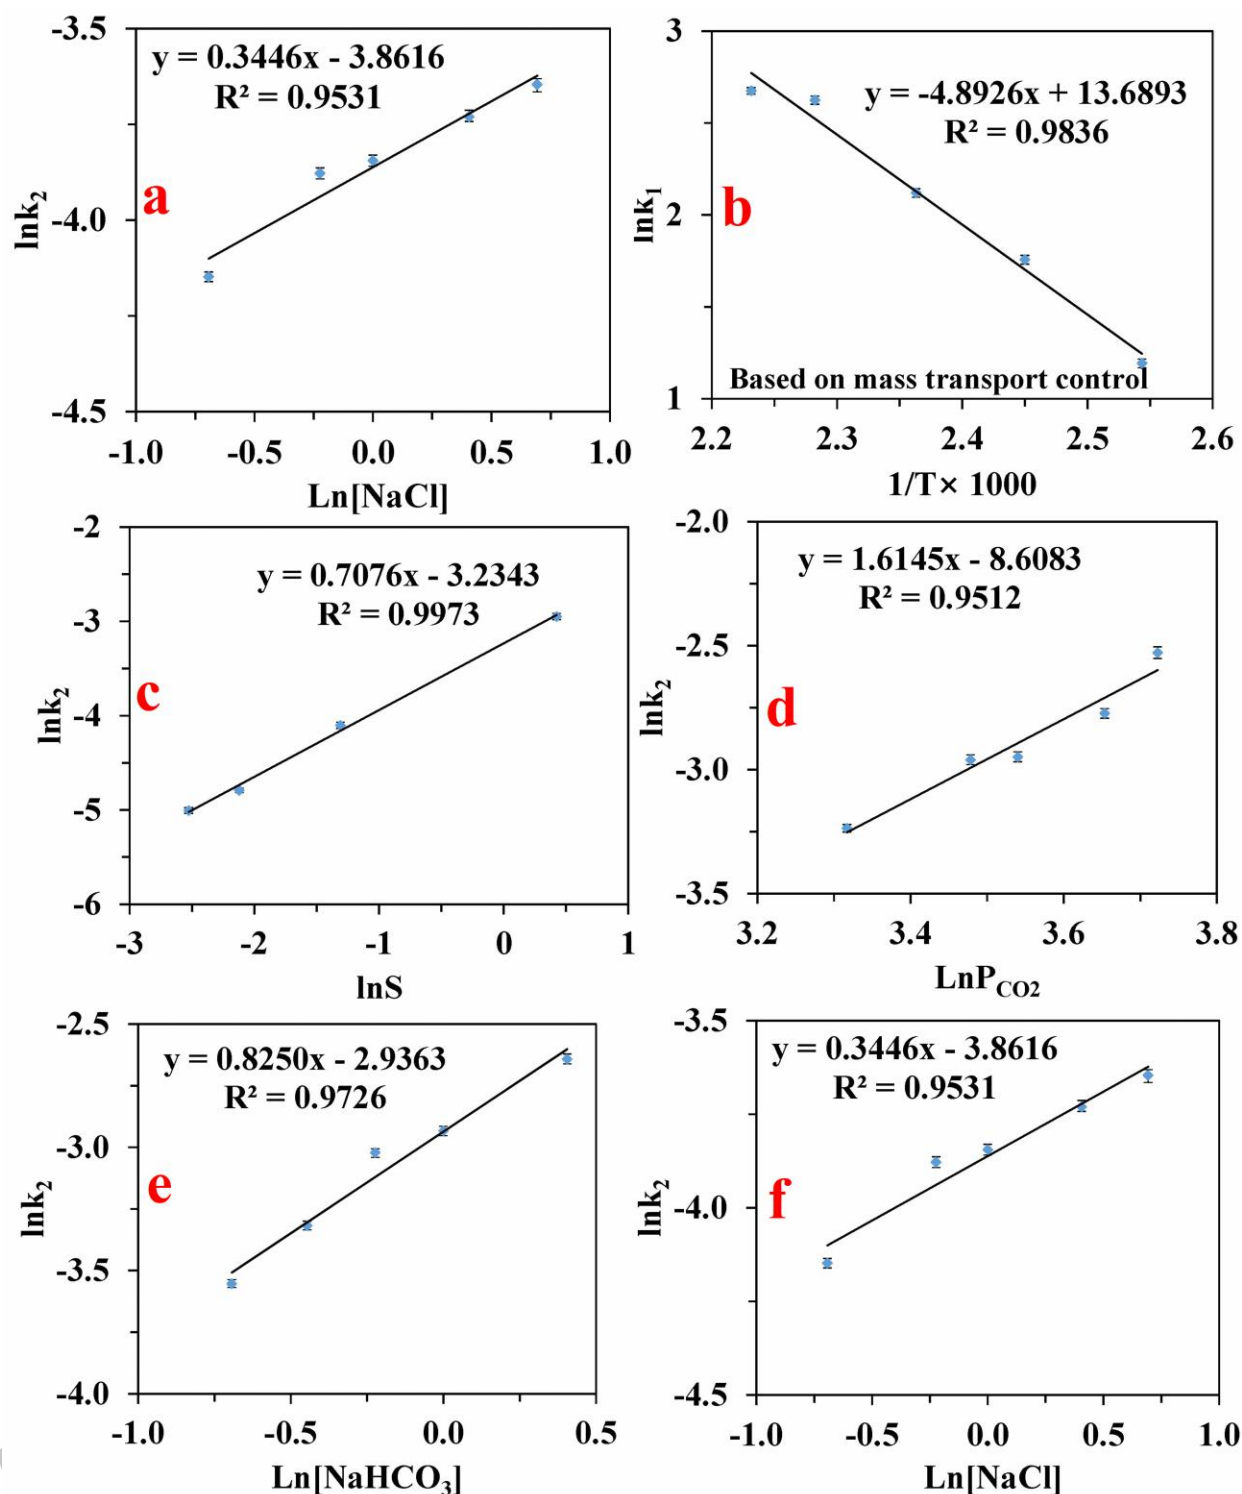 y = 0.3446x - 3.8616
R² = 0.9531
-3.5
-4.0
-4.5
lnk₂
a
-1.0 -0.5 0.0 0.5 1.0
Ln[NaCl]
y = -4.8926x + 13.6893
R² = 0.9836
3
2
1
lnk₁
b
Based on mass transport control
2.2 2.3 2.4 2.5 2.6
1/T× 1000
y = 0.7076x - 3.2343
R² = 0.9973
-2
-3
-4
-5
-6
lnk₂
c
-3 -2 -1 0 1
lnS
y = 1.6145x - 8.6083
R² = 0.9512
-2.0
-2.5
-3.0
-3.5
lnk₂
d
3.2 3.4 3.6 3.8
LnP_CO2
y = 0.8250x - 2.9363
R² = 0.9726
-2.5
-3.0
-3.5
-4.0
lnk₂
e
-1.0 -0.5 0.0 0.5
Ln[NaHCO₃]
y = 0.3446x - 3.8616
R² = 0.9531
-3.5
-4.0
-4.5
lnk₂
f
-1.0 -0.5 0.0 0.5 1.0
Ln[NaCl]